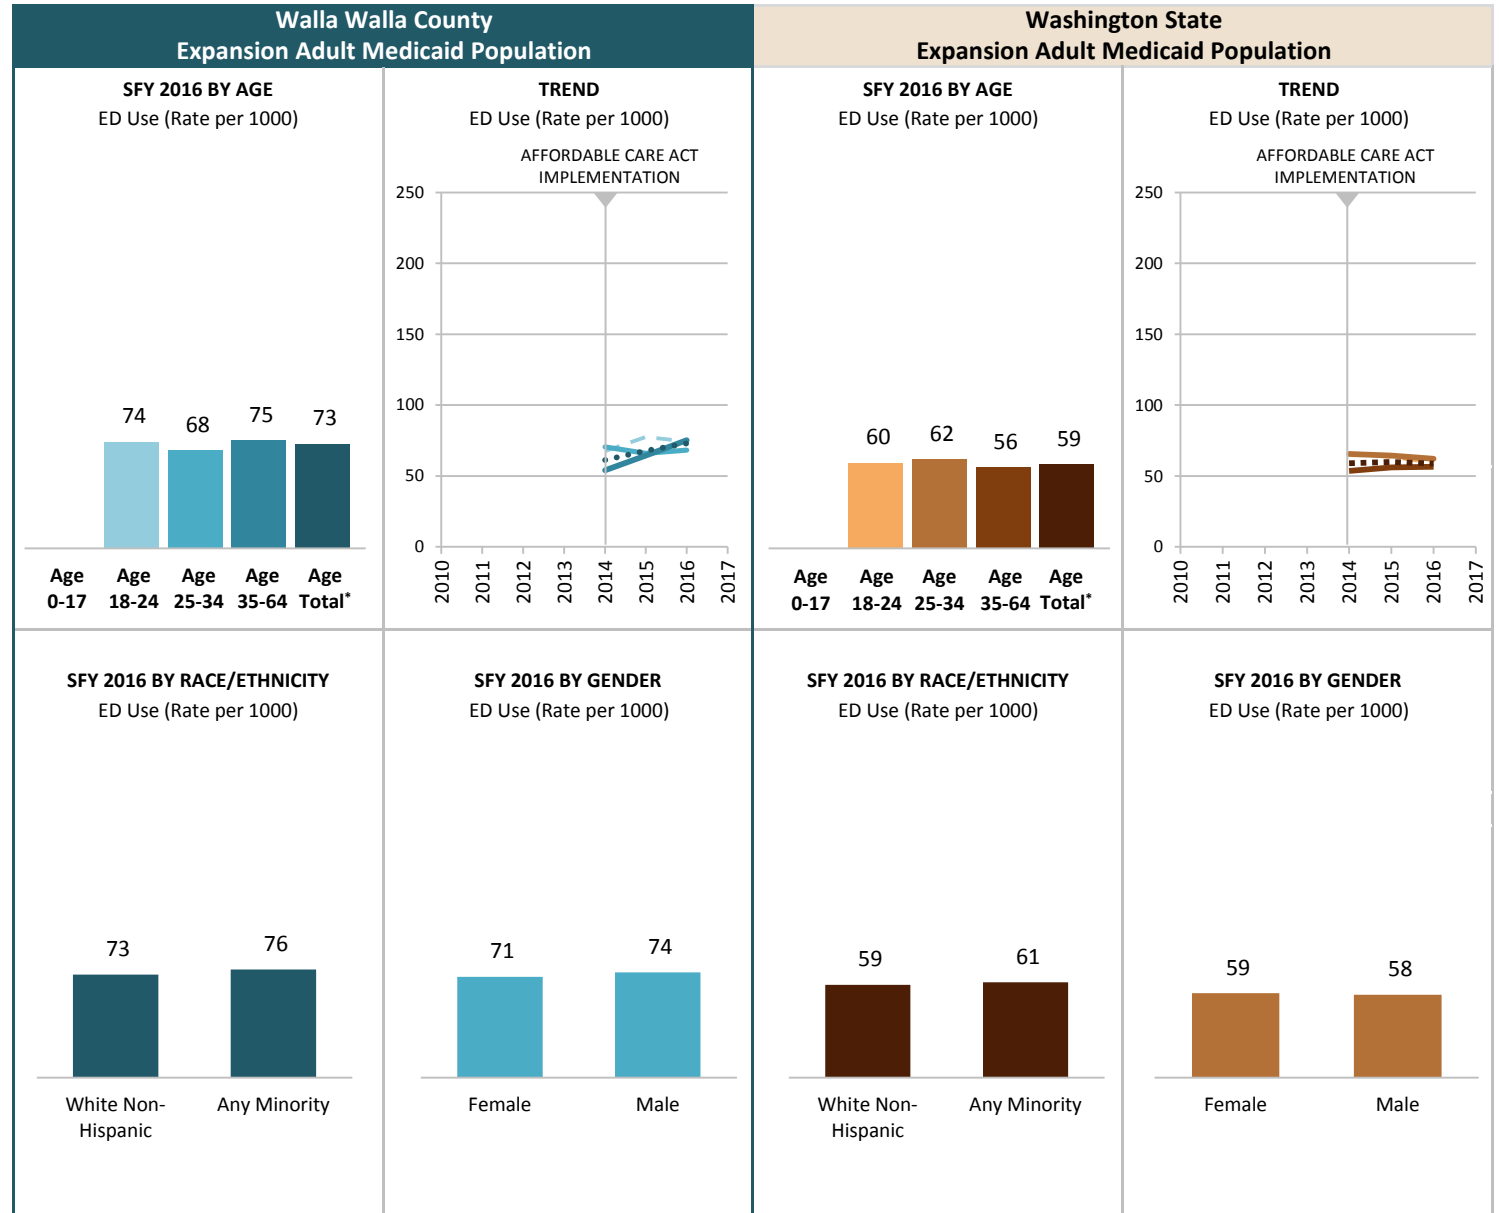 Walla Walla County
Expansion Adult Medicaid Population
Washington State
Expansion Adult Medicaid Population
SFY 2016 BY AGE
ED Use (Rate per 1000)
74
68
75
73
Age 0-17
Age 18-24
Age 25-34
Age 35-64
Age Total*
TREND
ED Use (Rate per 1000)
AFFORDABLE CARE ACT
IMPLEMENTATION
250
200
150
100
50
0
2010
2011
2012
2013
2014
2015
2016
2017
SFY 2016 BY AGE
ED Use (Rate per 1000)
60
62
56
59
Age 0-17
Age 18-24
Age 25-34
Age 35-64
Age Total*
TREND
ED Use (Rate per 1000)
AFFORDABLE CARE ACT
IMPLEMENTATION
250
200
150
100
50
0
2010
2011
2012
2013
2014
2015
2016
2017
SFY 2016 BY RACE/ETHNICITY
ED Use (Rate per 1000)
73
76
White Non-
Hispanic
Any Minority
SFY 2016 BY GENDER
ED Use (Rate per 1000)
71
74
Female
Male
SFY 2016 BY RACE/ETHNICITY
ED Use (Rate per 1000)
59
61
White Non-
Hispanic
Any Minority
SFY 2016 BY GENDER
ED Use (Rate per 1000)
59
58
Female
Male